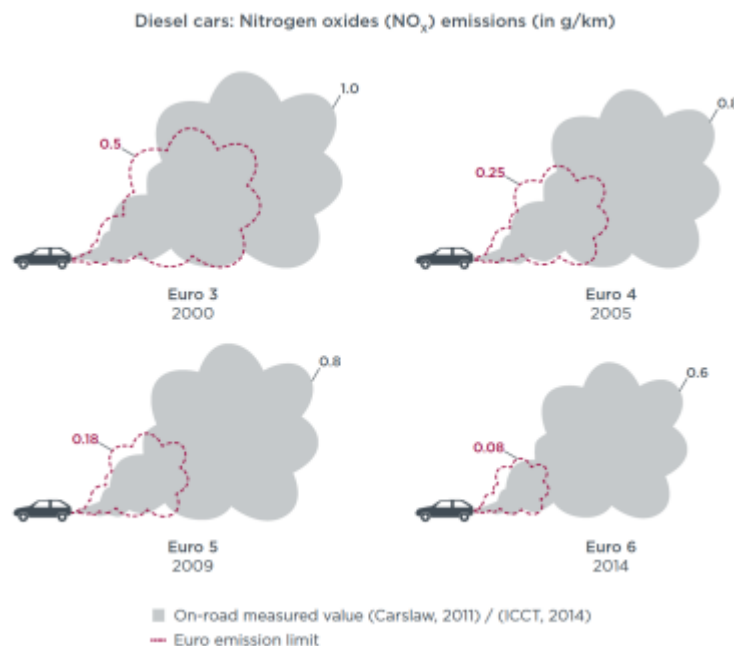 Diesel cars: Nitrogen oxides (NOx) emissions (in g/km)
1.0
0.5
0.8
0.25
Euro 3
2000
Euro 4
2005
0.8
0.18
0.6
0.08
Euro 5
2009
Euro 6
2014
On-road measured value (Carslaw, 2011) / (ICCT, 2014)
Euro emission limit